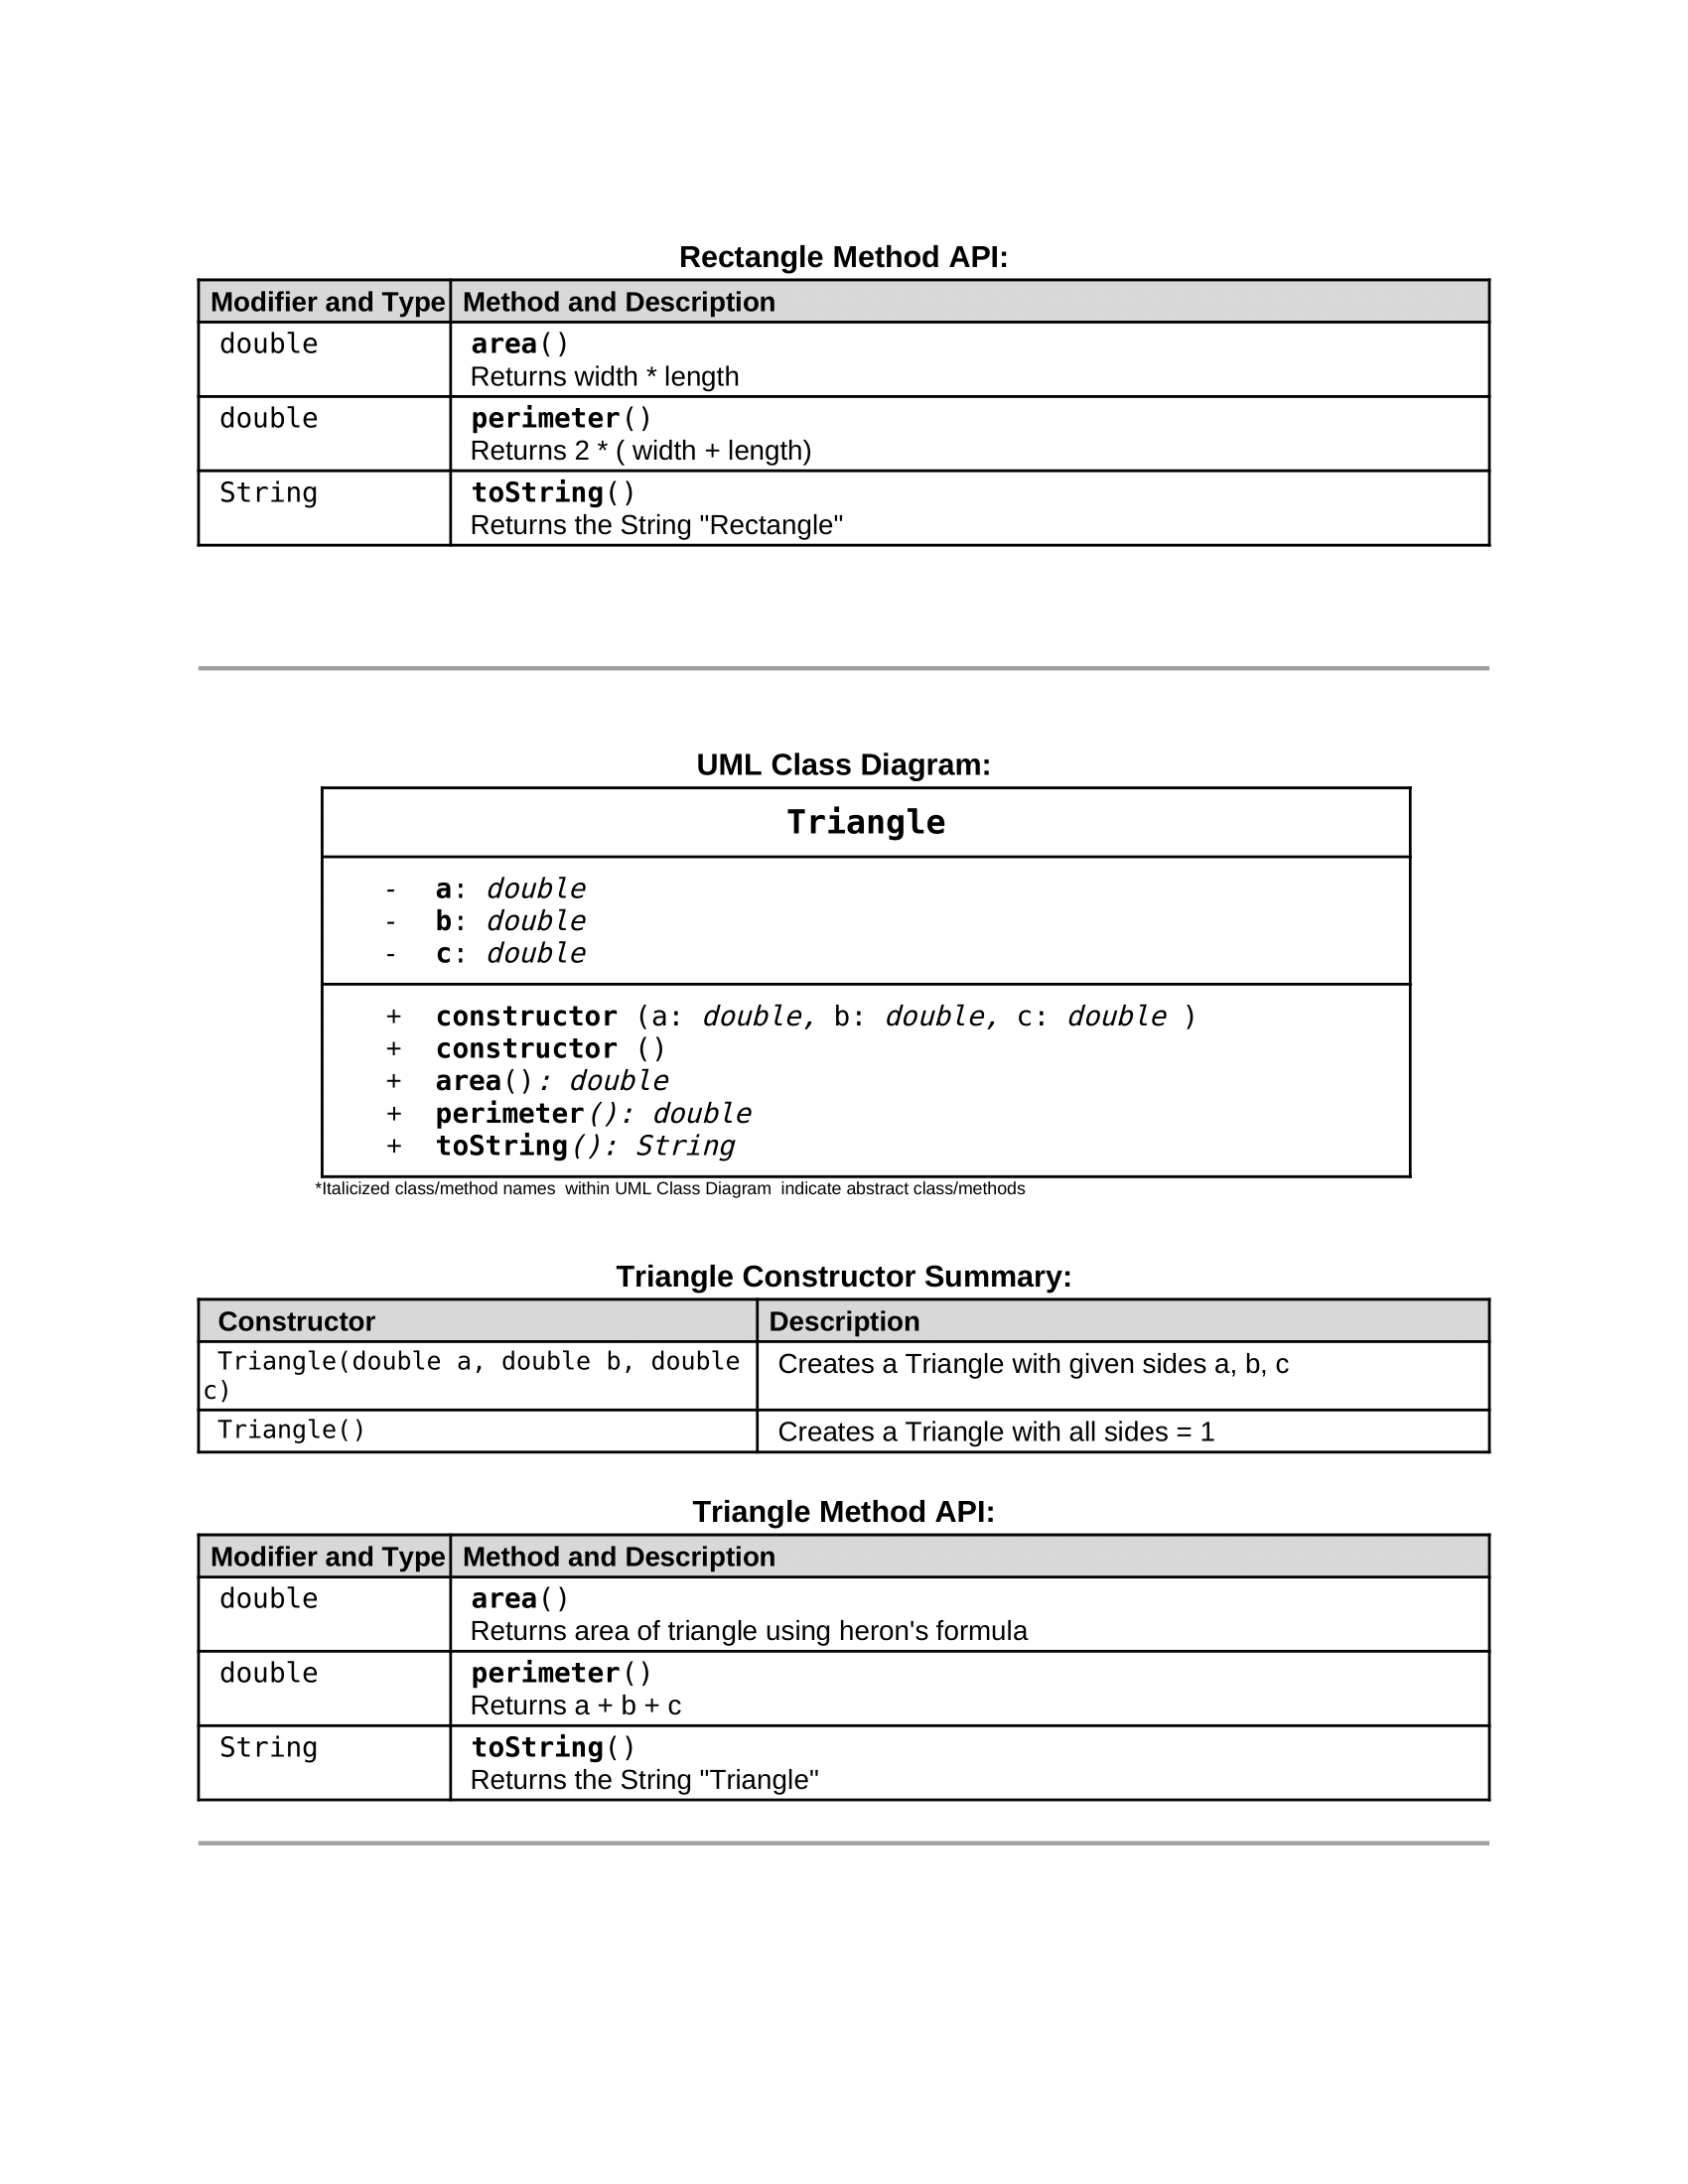 Rectangle Method API:
Modifier and Type Method and Description
double area()
Returns width * length
double perimeter()
Returns 2 * ( width + length)
String toString()
Returns the String "Rectangle"
UML Class Diagram:
Triangle
- a: double
- b: double
- c: double
+ constructor (a: double, b: double, c: double )
+ constructor ()
+ area(): double
+ perimeter(): double
+ toString(): String
*Italicized class/method names within UML Class Diagram indicate abstract class/methods
Triangle Constructor Summary:
Constructor Description
Triangle(double a, double b, double Creates a Triangle with given sides a, b, c
c)
Triangle() Creates a Triangle with all sides = 1
Triangle Method API:
Modifier and Type Method and Description
double area()
Returns area of triangle using heron's formula
double perimeter()
Returns a + b + c
String toString()
Returns the String "Triangle"